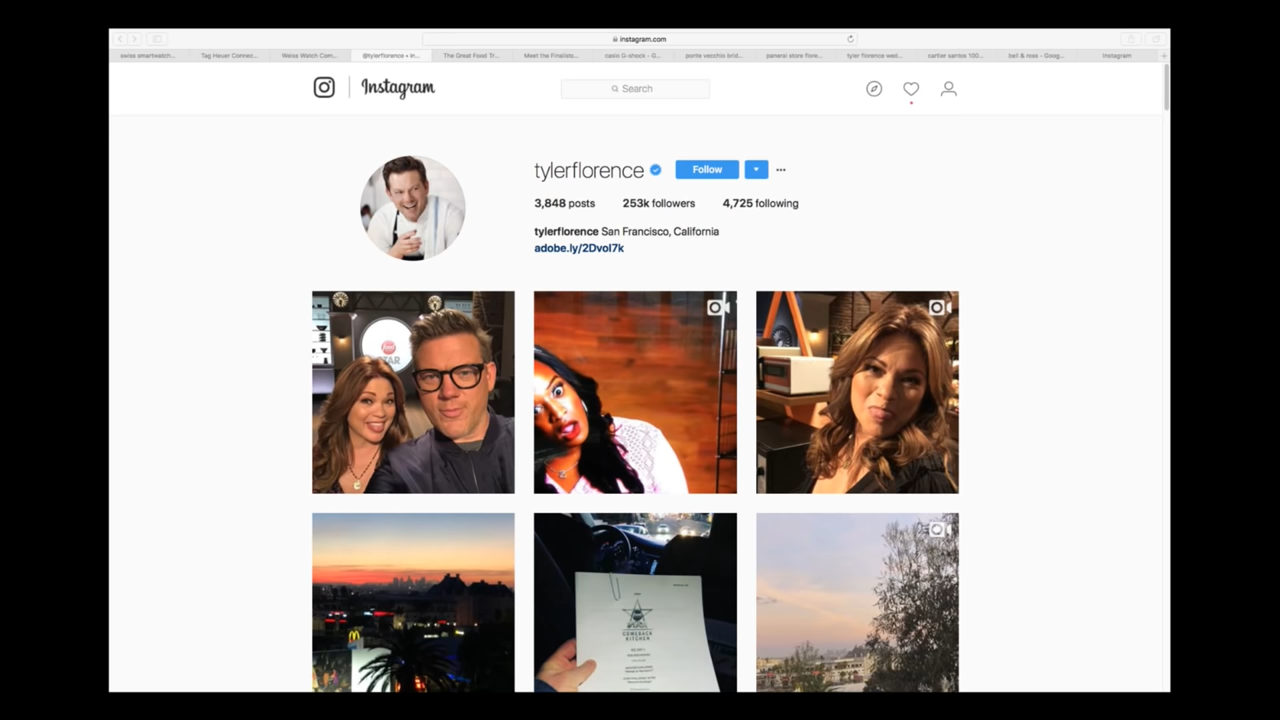 instagram.com
swiss smartwatch...
Tag Heuer Connec...
Weiss Watch Com...
@tylerflorence • In...
The Great Food Tr...
Meet the Finalists...
casio G-shock - G...
ponte vecchio brid...
panerai store flore...
tyler florence wed...
cartier santos 100...
bell & ross - Goog...
Instagram
Instagram
Search
tylerflorence
Follow
3,848 posts 253k followers 4,725 following
tylerflorence San Francisco, California
adobe.ly/2DvoI7k
STAR
COMEBACK
KITCHEN